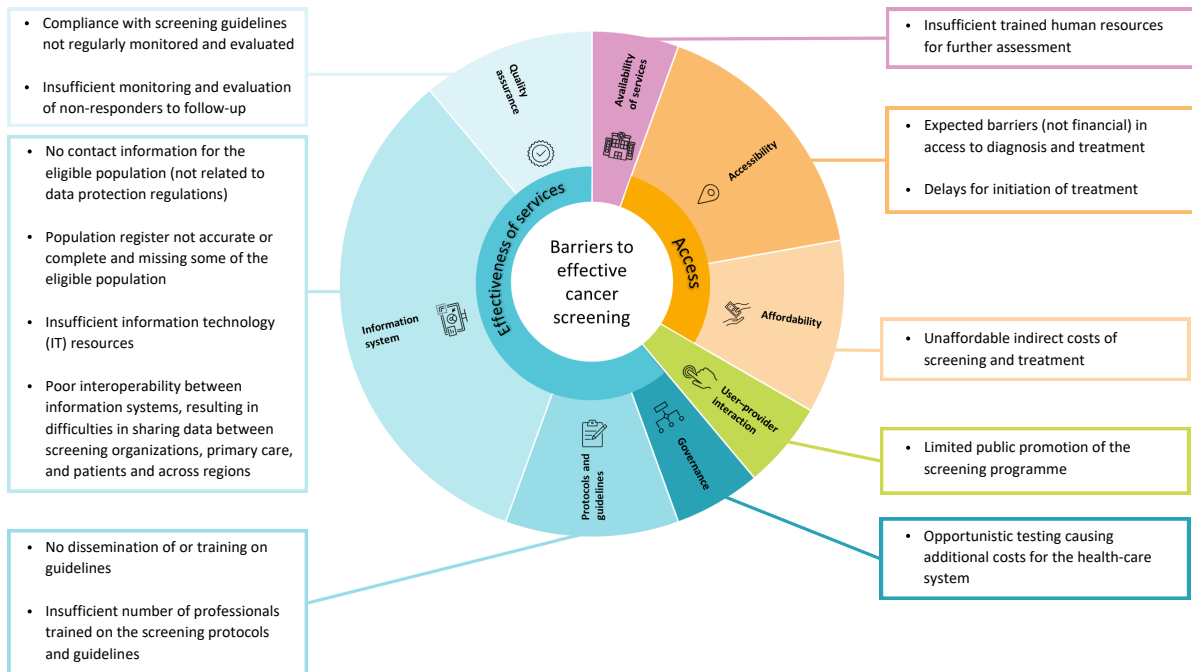 • Compliance with screening guidelines
not regularly monitored and evaluated
• Insufficient monitoring and evaluation
of non-responders to follow-up
• No contact information for the
eligible population (not related to
data protection regulations)
• Population register not accurate or
complete and missing some of the
eligible population
• Insufficient information technology
(IT) resources
• Poor interoperability between
information systems, resulting in
difficulties in sharing data between
screening organizations, primary care,
and patients and across regions
• No dissemination of or training on
guidelines
• Insufficient number of professionals
trained on the screening protocols
and guidelines
Quality
assurance
Availability
of services
Accessibility
Affordability
User–provider
interaction
Governance
Protocols and
guidelines
Information
system
Effectiveness of services
Access
Barriers to
effective
cancer
screening
• Insufficient trained human resources
for further assessment
• Expected barriers (not financial) in
access to diagnosis and treatment
• Delays for initiation of treatment
• Unaffordable indirect costs of
screening and treatment
• Limited public promotion of the
screening programme
• Opportunistic testing causing
additional costs for the health-care
system